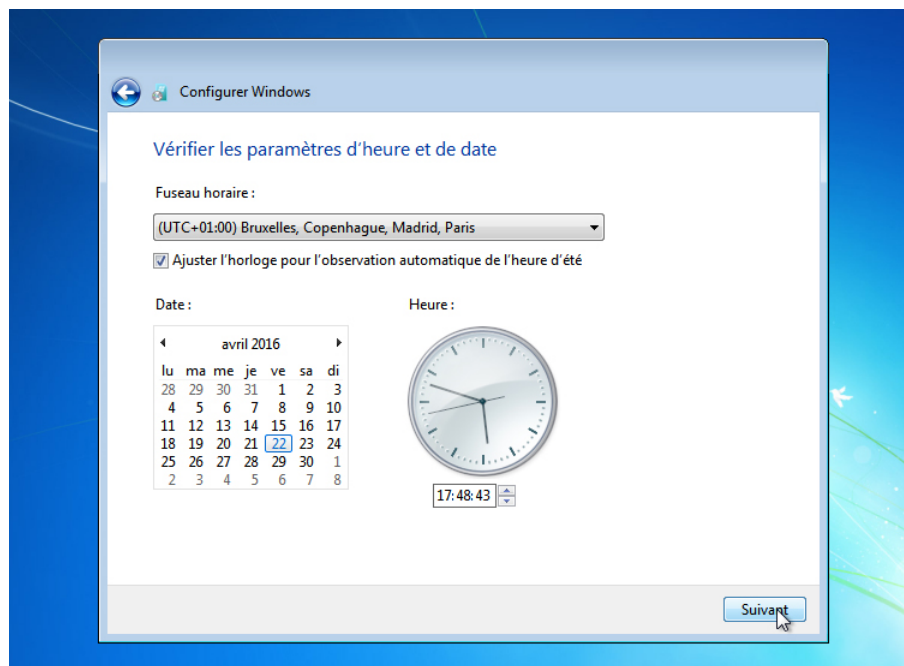 Configurer Windows
Vérifier les paramètres d'heure et de date
Fuseau horaire :
(UTC+01:00) Bruxelles, Copenhague, Madrid, Paris
Ajuster l'horloge pour l'observation automatique de l'heure d'été
Date : Heure :
avril 2016
lu ma me je ve sa di
28 29 30 31 1 2 3
4 5 6 7 8 9 10
11 12 13 14 15 16 17
18 19 20 21 22 23 24
25 26 27 28 29 30 1
2 3 4 5 6 7 8
17:48:43
Suivant